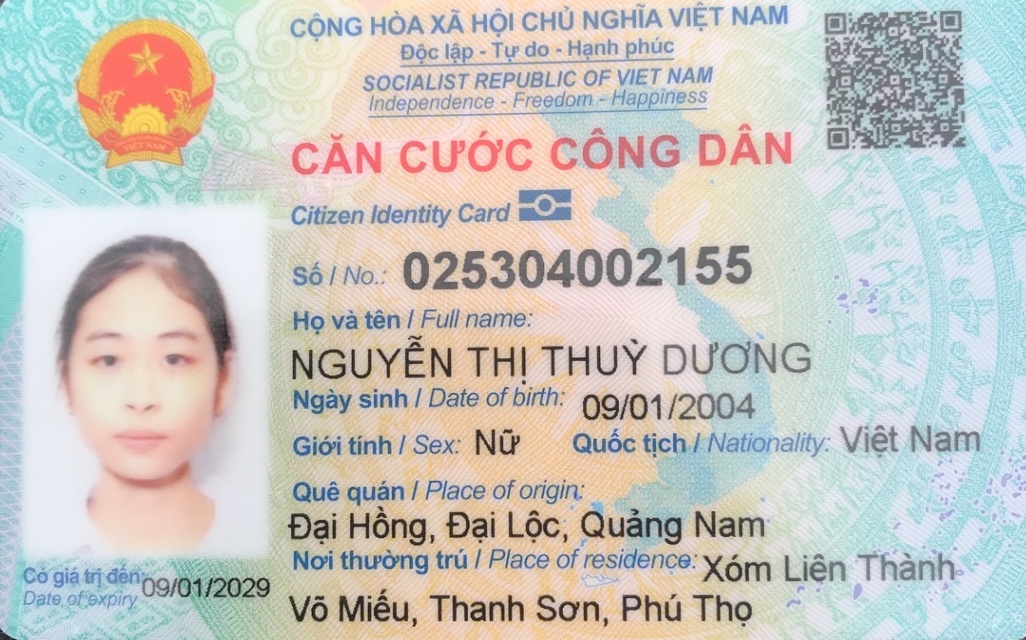 CỘNG HÒA XÃ HỘI CHỦ NGHĨA VIỆT NAM
Độc lập - Tự do - Hạnh phúc
SOCIALIST REPUBLIC OF VIET NAM
Independence - Freedom - Happiness
CĂN CƯỚC CÔNG DÂN
Citizen Identity Card
Số / No.: 025304002155
Họ và tên / Full name:
NGUYỄN THỊ THUỲ DƯƠNG
Ngày sinh / Date of birth: 09/01/2004
Giới tính / Sex: Nữ Quốc tịch / Nationality: Việt Nam
Quê quán / Place of origin:
Đại Hồng, Đại Lộc, Quảng Nam
Nơi thường trú / Place of residence: Xóm Liên Thành
Võ Miếu, Thanh Sơn, Phú Thọ
Có giá trị đến: 09/01/2029
Date of expiry
VIỆT NAM